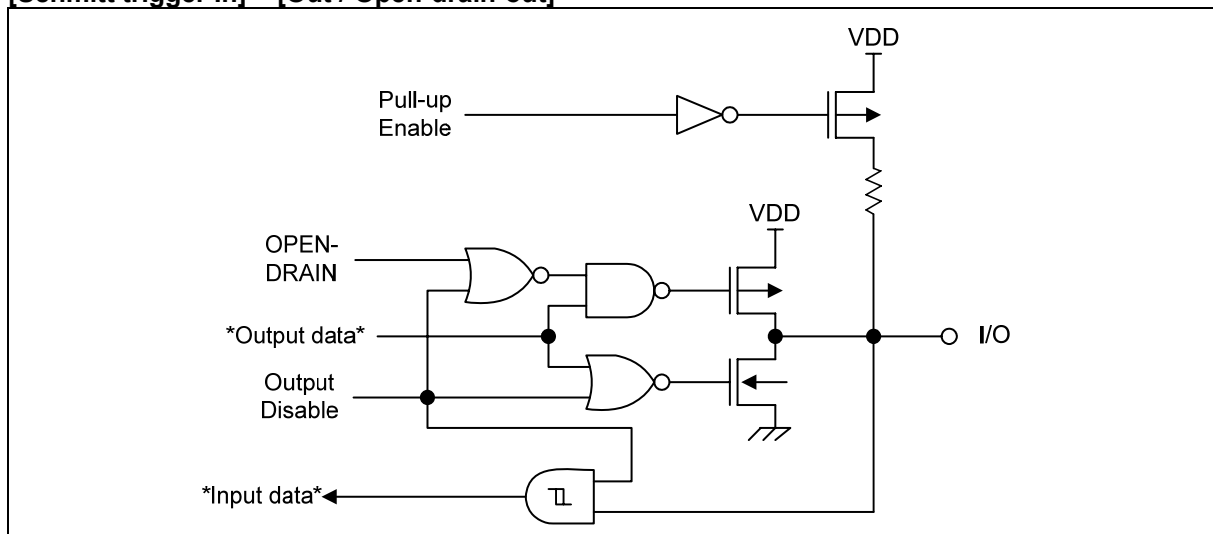 [Schmitt trigger in] – [Out / Open-drain out]
VDD
Pull-up
Enable
VDD
OPEN-
DRAIN
*Output data*
I/O
Output
Disable
*Input data*